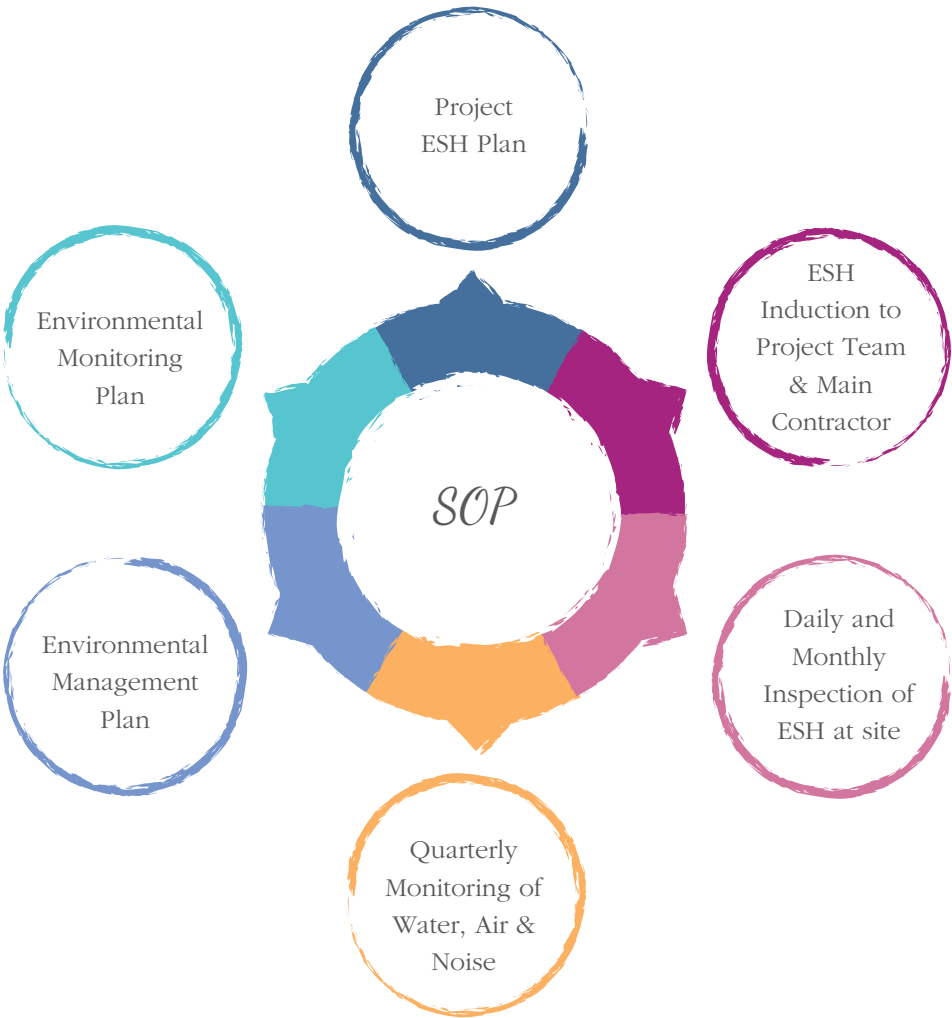 Project
ESH Plan
ESH
Induction to
Project Team
& Main
Contractor
Daily and
Monthly
Inspection of
ESH at site
Quarterly
Monitoring of
Water, Air &
Noise
Environmental
Management
Plan
Environmental
Monitoring
Plan
SOP